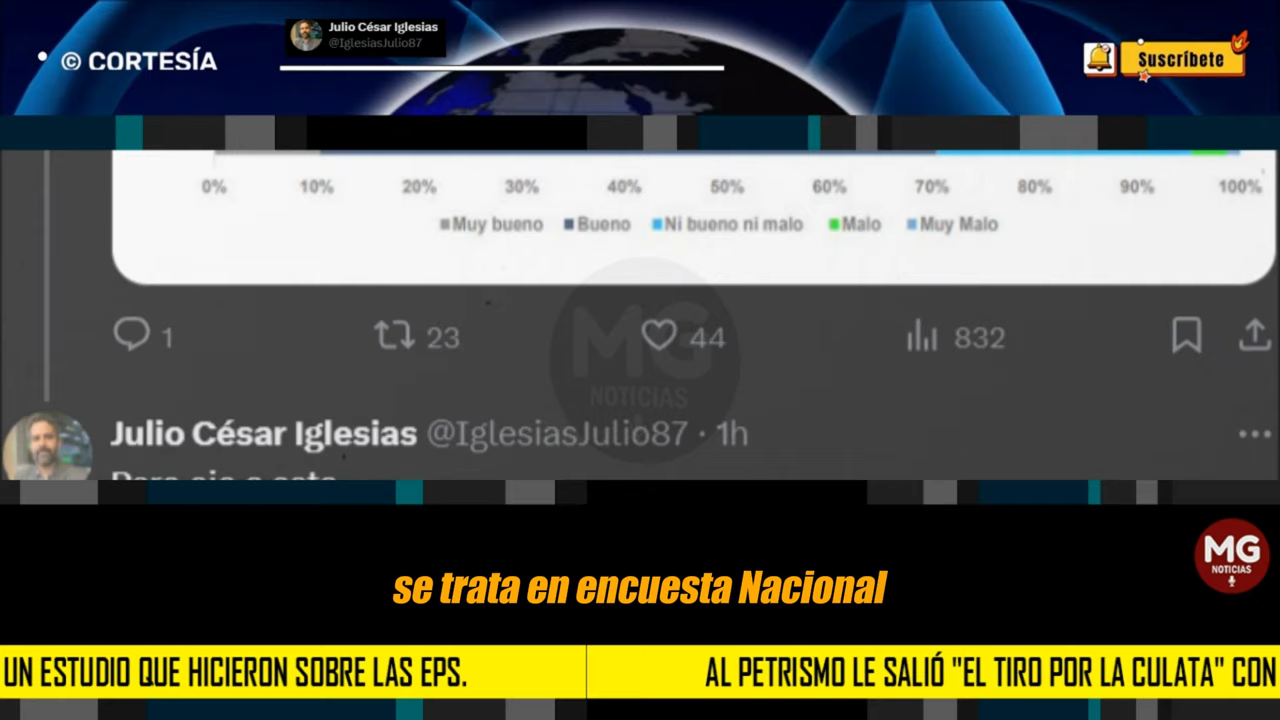 © CORTESÍA
Julio César Iglesias
@IglesiasJulio87
Suscríbete
0% 10% 20% 30% 40% 50% 60% 70% 80% 90% 100%
Muy bueno Bueno Ni bueno ni malo Malo Muy Malo
1 23 44 832
MG
NOTICIAS
Julio César Iglesias @IglesiasJulio87 · 1h
se trata en encuesta Nacional
MG
NOTICIAS
UN ESTUDIO QUE HICIERON SOBRE LAS EPS. AL PETRISMO LE SALIÓ "EL TIRO POR LA CULATA" CON